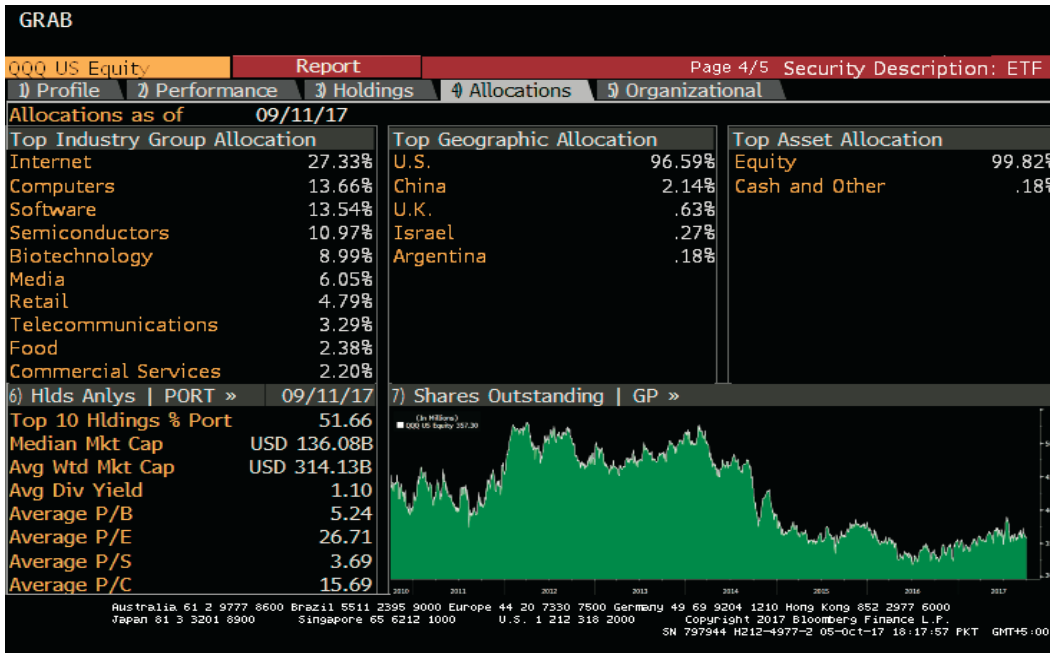 GRAB
QQQ US Equity Report Page 4/5 Security Description: ETF
1) Profile 2) Performance 3) Holdings 4) Allocations 5) Organizational
Allocations as of 09/11/17
Top Industry Group Allocation
Internet 27.33%
Computers 13.66%
Software 13.54%
Semiconductors 10.97%
Biotechnology 8.99%
Media 6.05%
Retail 4.79%
Telecommunications 3.29%
Food 2.38%
Commercial Services 2.20%
Top Geographic Allocation
U.S. 96.59%
China 2.14%
U.K. .63%
Israel .27%
Argentina .18%
Top Asset Allocation
Equity 99.82%
Cash and Other .18%
6) Hlds Anlys | PORT » 09/11/17
Top 10 Hldings % Port 51.66
Median Mkt Cap USD 136.08B
Avg Wtd Mkt Cap USD 314.13B
Avg Div Yield 1.10
Average P/B 5.24
Average P/E 26.71
Average P/S 3.69
Average P/C 15.69
7) Shares Outstanding | GP »
(In Millions)
QQQ US Equity 357.30
2010 2011 2012 2013 2014 2015 2016 2017
Australia 61 2 9777 8600 Brazil 5511 2395 9000 Europe 44 20 7330 7500 Germany 49 69 9204 1210 Hong Kong 852 2977 6000
Japan 81 3 3201 8900 Singapore 65 6212 1000 U.S. 1 212 318 2000 Copyright 2017 Bloomberg Finance L.P.
SN 797944 H212-4977-2 05-Oct-17 18:17:57 PKT GMT+5:00